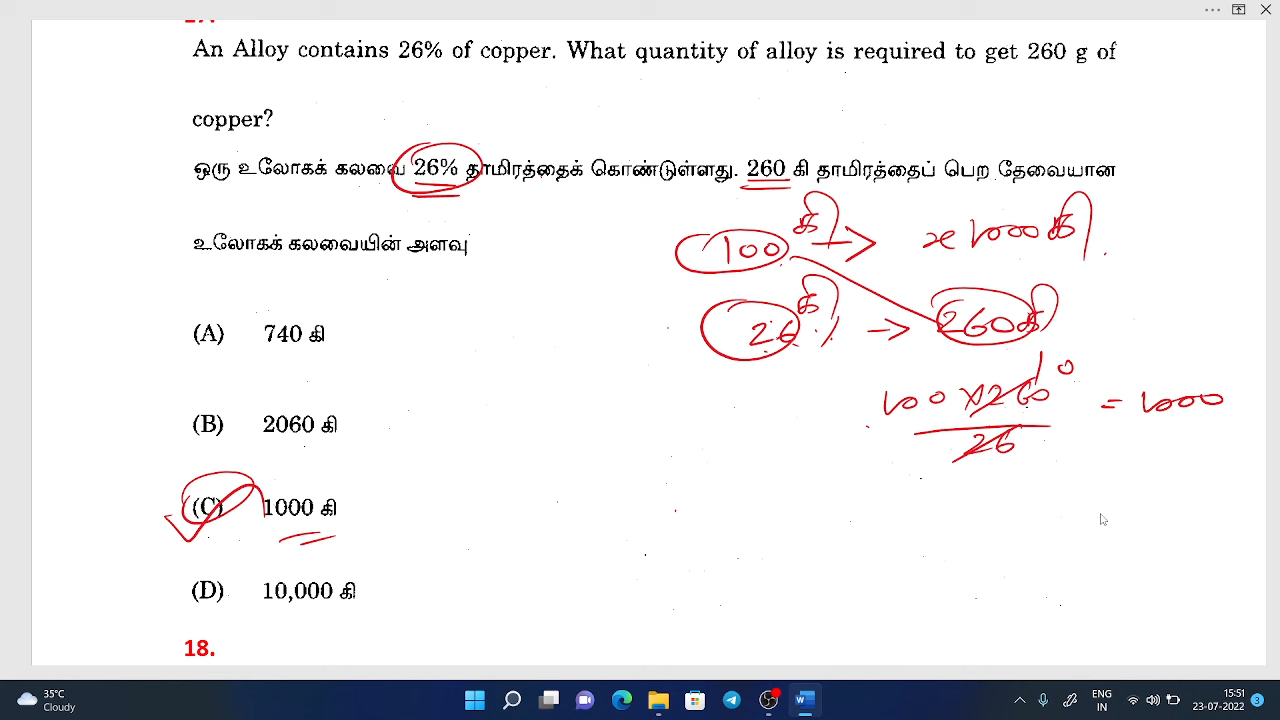 An Alloy contains 26% of copper. What quantity of alloy is required to get 260 g of
copper?
ஒரு உலோகக் கலவை 26% தாமிரத்தைக் கொண்டுள்ளது. 260 கி தாமிரத்தைப் பெற தேவையான
உலோகக் கலவையின் அளவு
100 கி → x 1000 கி
26 % கி → 260 கி
100 × 260 10 = 1000
26
(A) 740 கி
(B) 2060 கி
(C) 1000 கி
(D) 10,000 கி
18.
35°C
Cloudy
ENG
IN
15:51
23-07-2022
3